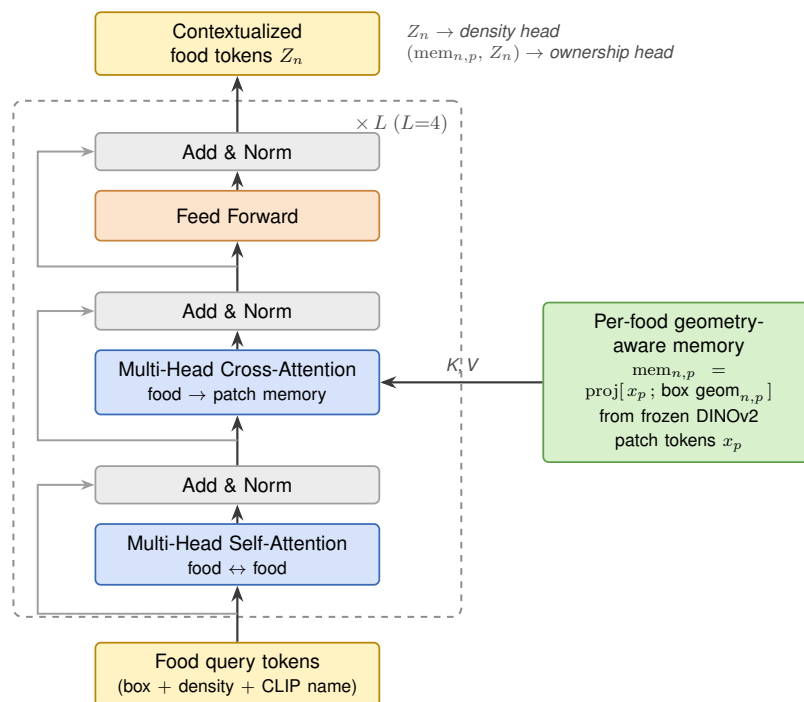 Contextualized
food tokens Z_n
Z_n → density head
(mem_{n,p}, Z_n) → ownership head
× L (L=4)
Add & Norm
Feed Forward
Add & Norm
Multi-Head Cross-Attention
food → patch memory
K, V
Per-food geometry-
aware memory
mem_{n,p} =
proj[ x_p ; box geom_{n,p} ]
from frozen DINOv2
patch tokens x_p
Add & Norm
Multi-Head Self-Attention
food ↔ food
Food query tokens
(box + density + CLIP name)